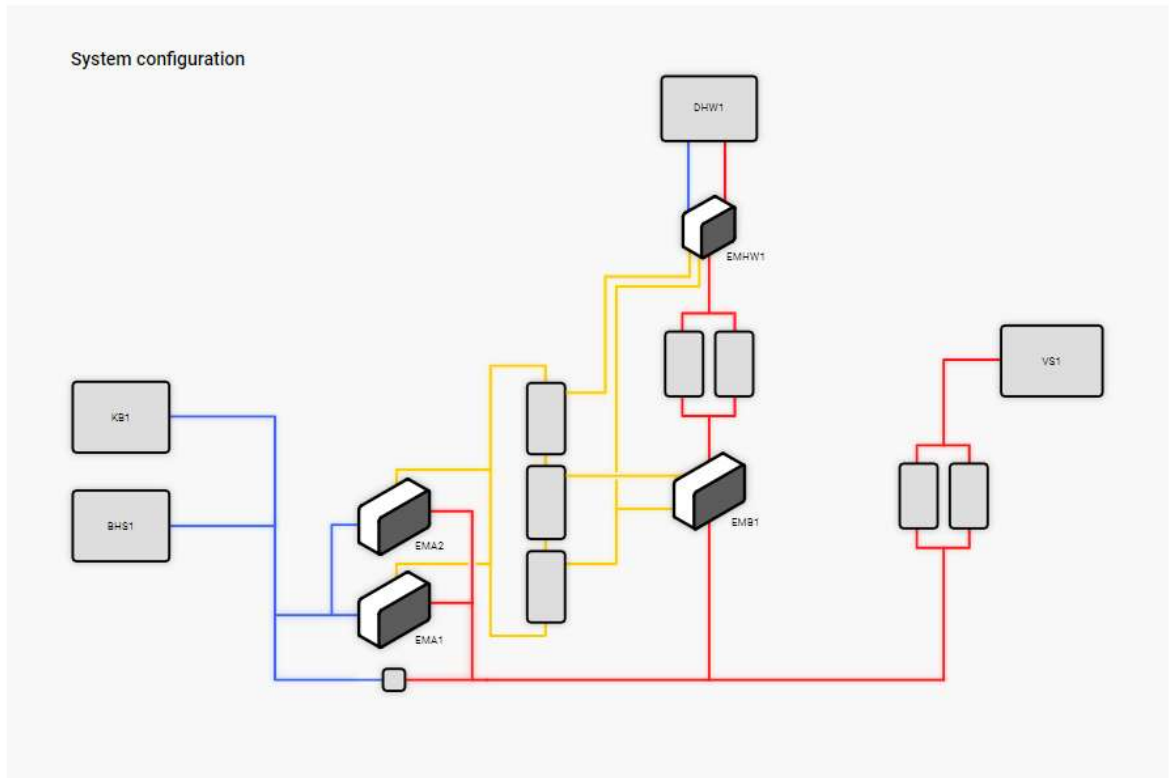 System configuration
DHW1
EMHW1
VS1
KB1
BHS1
EMB1
EMA2
EMA1